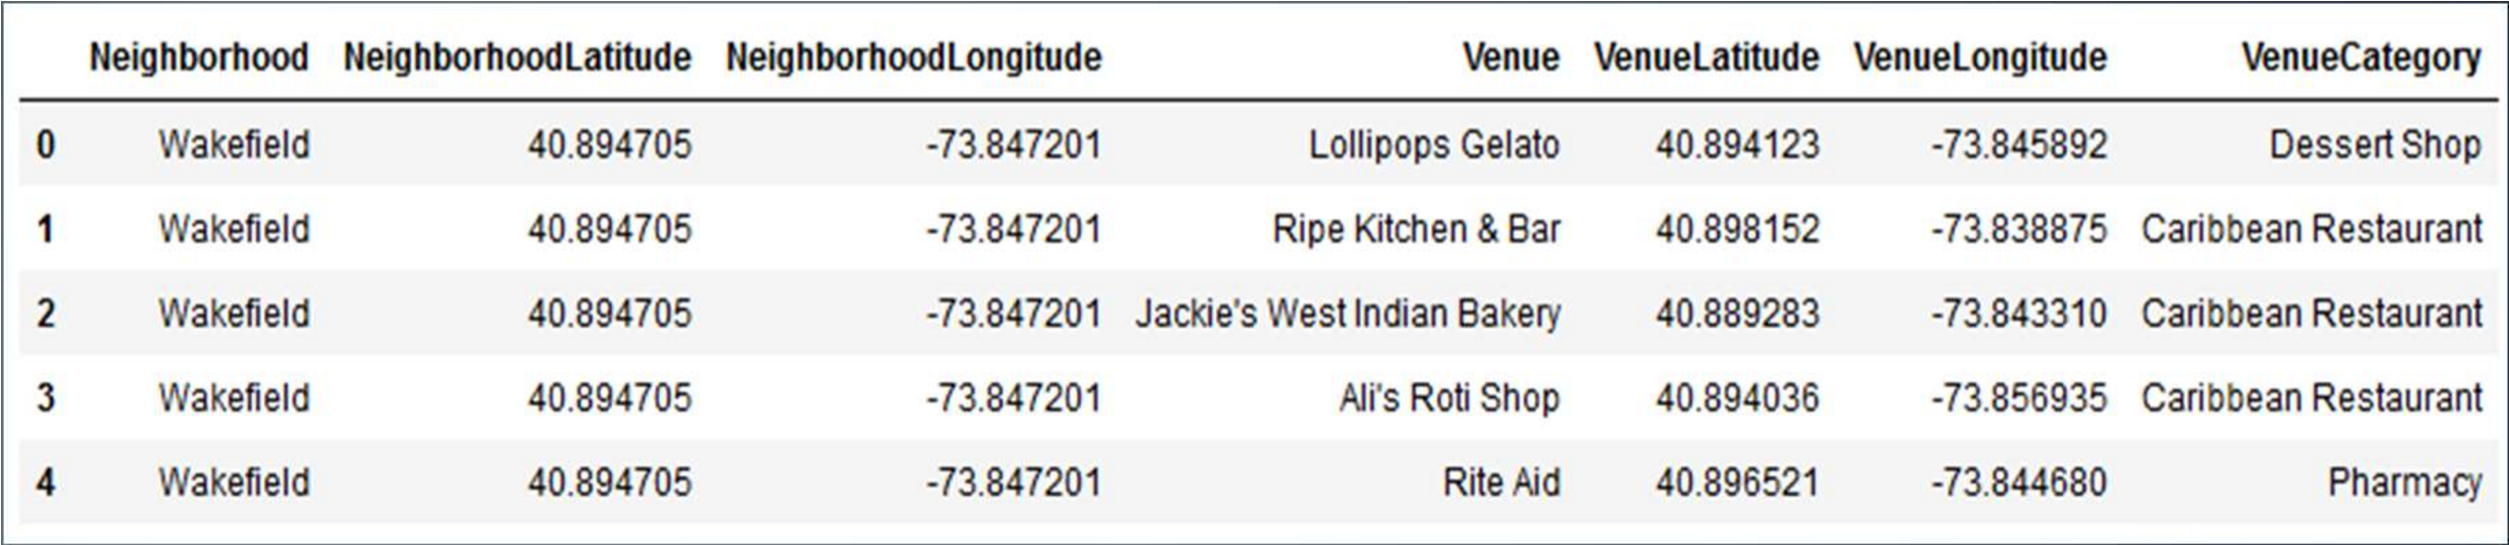 Neighborhood NeighborhoodLatitude NeighborhoodLongitude Venue VenueLatitude VenueLongitude VenueCategory
0 Wakefield 40.894705 -73.847201 Lollipops Gelato 40.894123 -73.845892 Dessert Shop
1 Wakefield 40.894705 -73.847201 Ripe Kitchen & Bar 40.898152 -73.838875 Caribbean Restaurant
2 Wakefield 40.894705 -73.847201 Jackie's West Indian Bakery 40.889283 -73.843310 Caribbean Restaurant
3 Wakefield 40.894705 -73.847201 Ali's Roti Shop 40.894036 -73.856935 Caribbean Restaurant
4 Wakefield 40.894705 -73.847201 Rite Aid 40.896521 -73.844680 Pharmacy